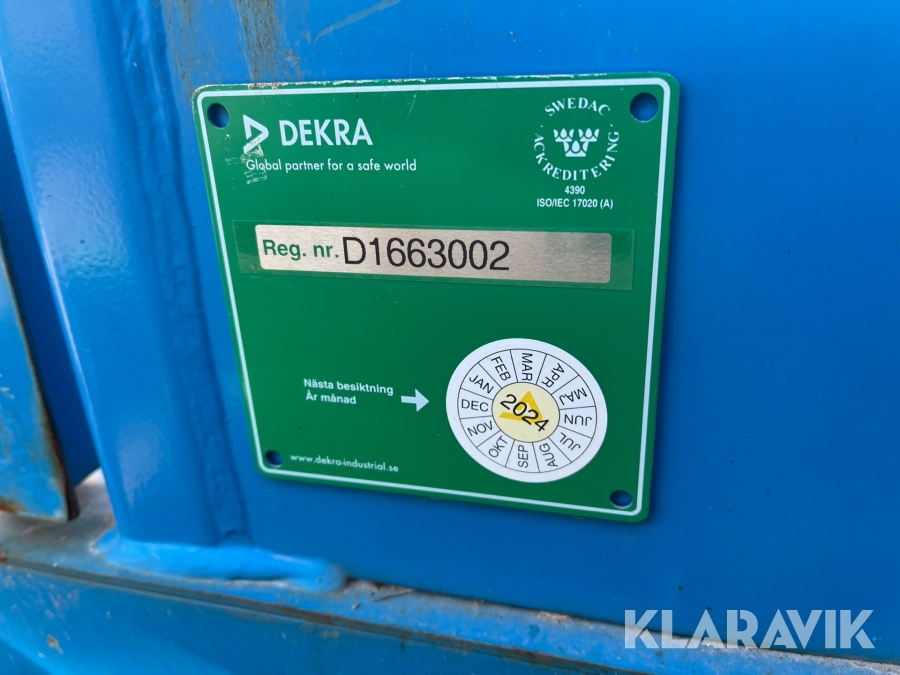 DEKRA
Global partner for a safe world
SWEDAC
ACKREDITERING
4390
ISO/IEC 17020 (A)
Reg. nr. D1663002
Nästa besiktning
År månad
JAN
FEB
MAR
APR
MAJ
JUN
JUL
AUG
SEP
OKT
NOV
DEC
2024
www.dekra-industrial.se
KLARAVIK